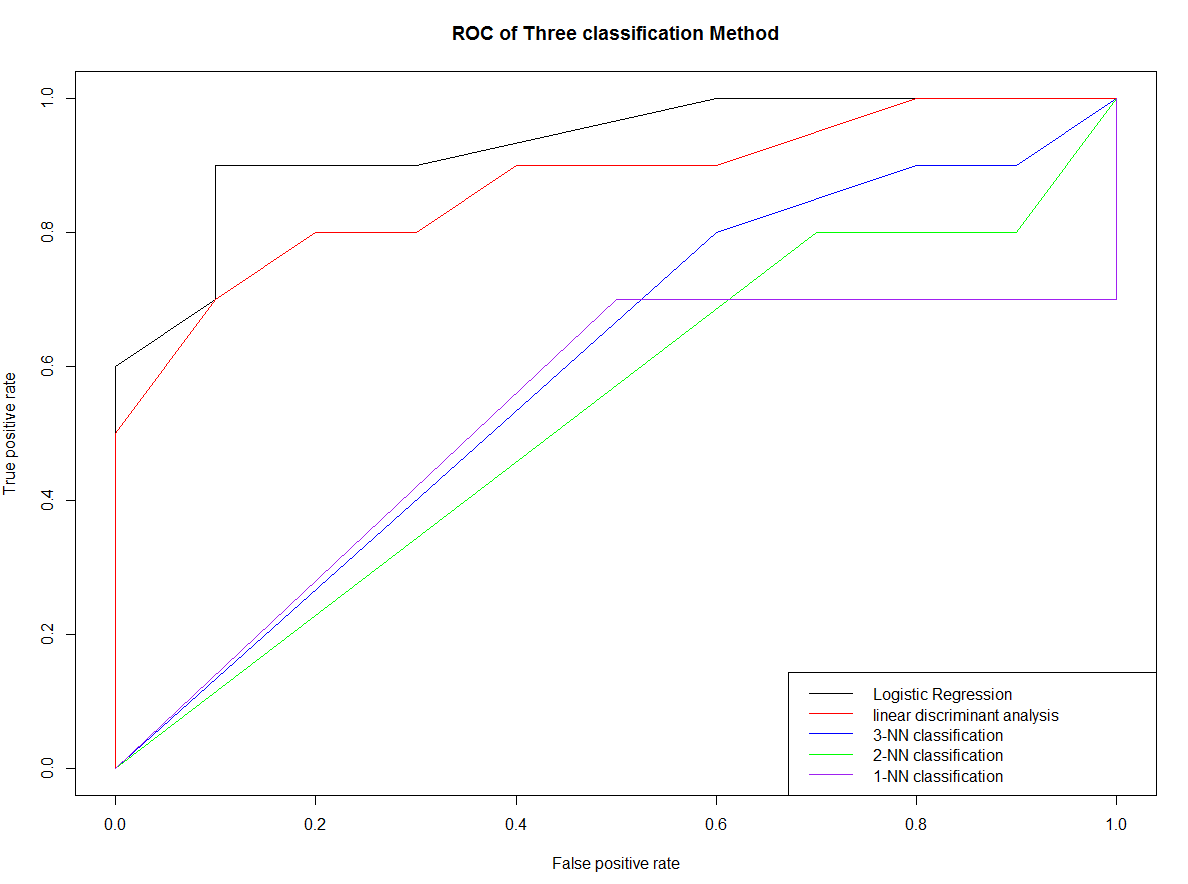 ROC of Three classification Method
True positive rate
1.0
0.8
0.6
0.4
0.2
0.0
Logistic Regression
linear discriminant analysis
3-NN classification
2-NN classification
1-NN classification
0.0 0.2 0.4 0.6 0.8 1.0
False positive rate